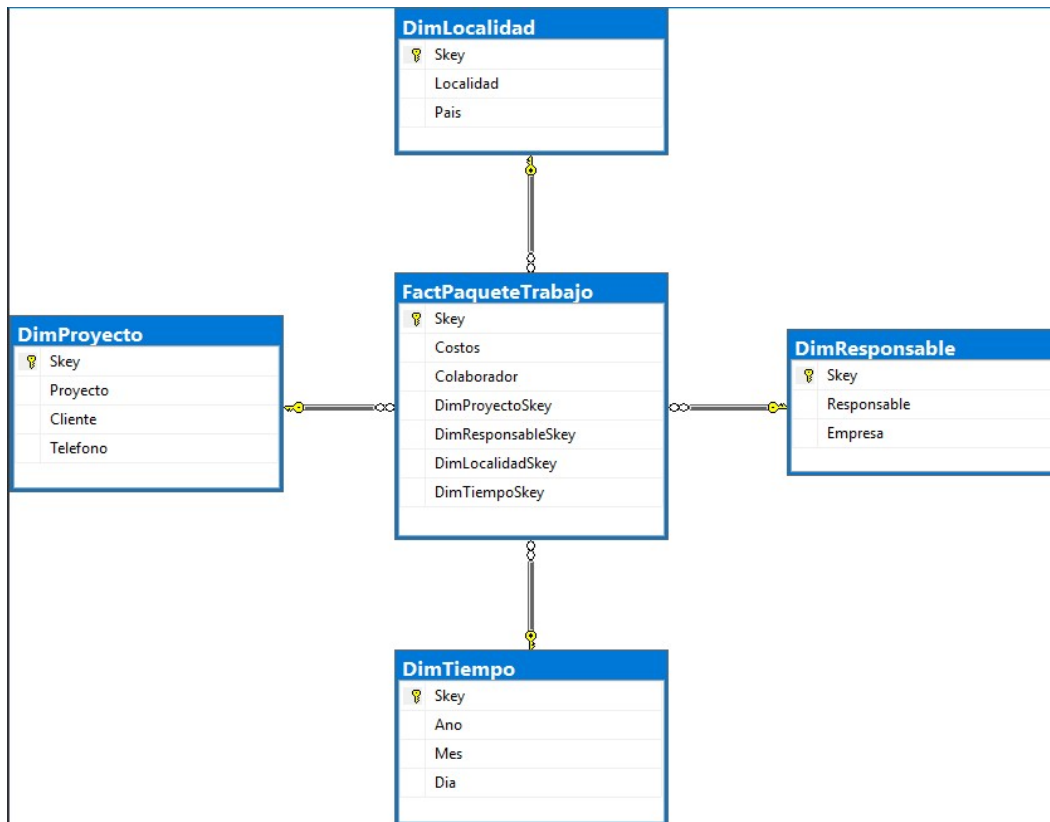 DimLocalidad
Skey
Localidad
Pais
FactPaqueteTrabajo
Skey
Costos
Colaborador
DimProyectoSkey
DimResponsableSkey
DimLocalidadSkey
DimTiempoSkey
DimProyecto
Skey
Proyecto
Cliente
Telefono
DimResponsable
Skey
Responsable
Empresa
DimTiempo
Skey
Ano
Mes
Dia